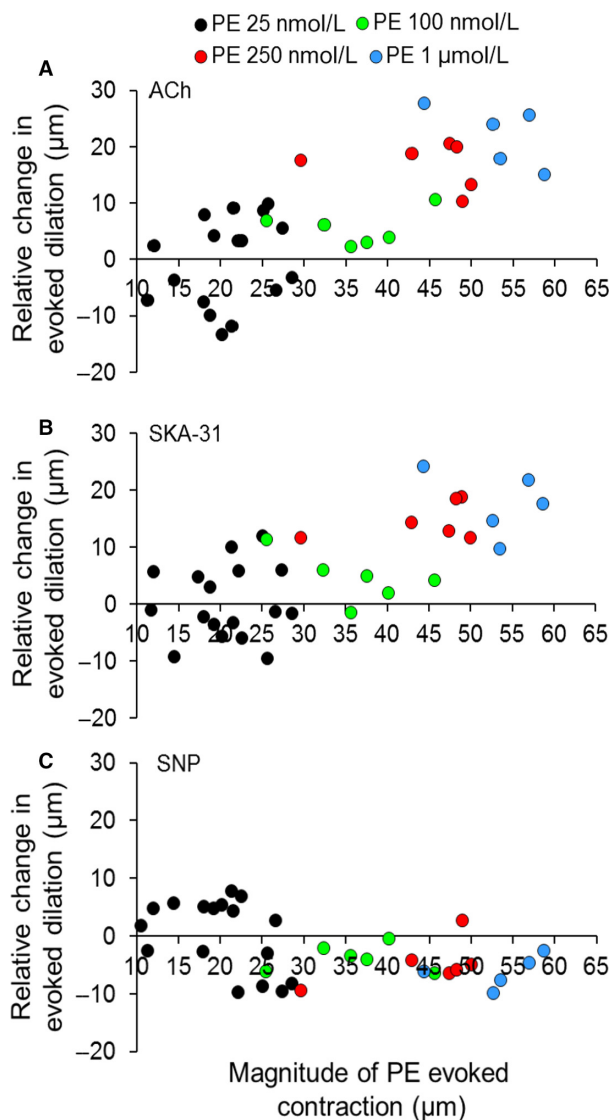 PE 25 nmol/L PE 100 nmol/L
PE 250 nmol/L PE 1 µmol/L
A
ACh
Relative change in
evoked dilation (µm)
30
20
10
0
–10
–20
10 15 20 25 30 35 40 45 50 55 60 65
B
SKA-31
Relative change in
evoked dilation (µm)
30
20
10
0
–10
–20
10 15 20 25 30 35 40 45 50 55 60 65
C
SNP
Relative change in
evoked dilation (µm)
30
20
10
0
–10
–20
10 15 20 25 30 35 40 45 50 55 60 65
Magnitude of PE evoked
contraction (µm)